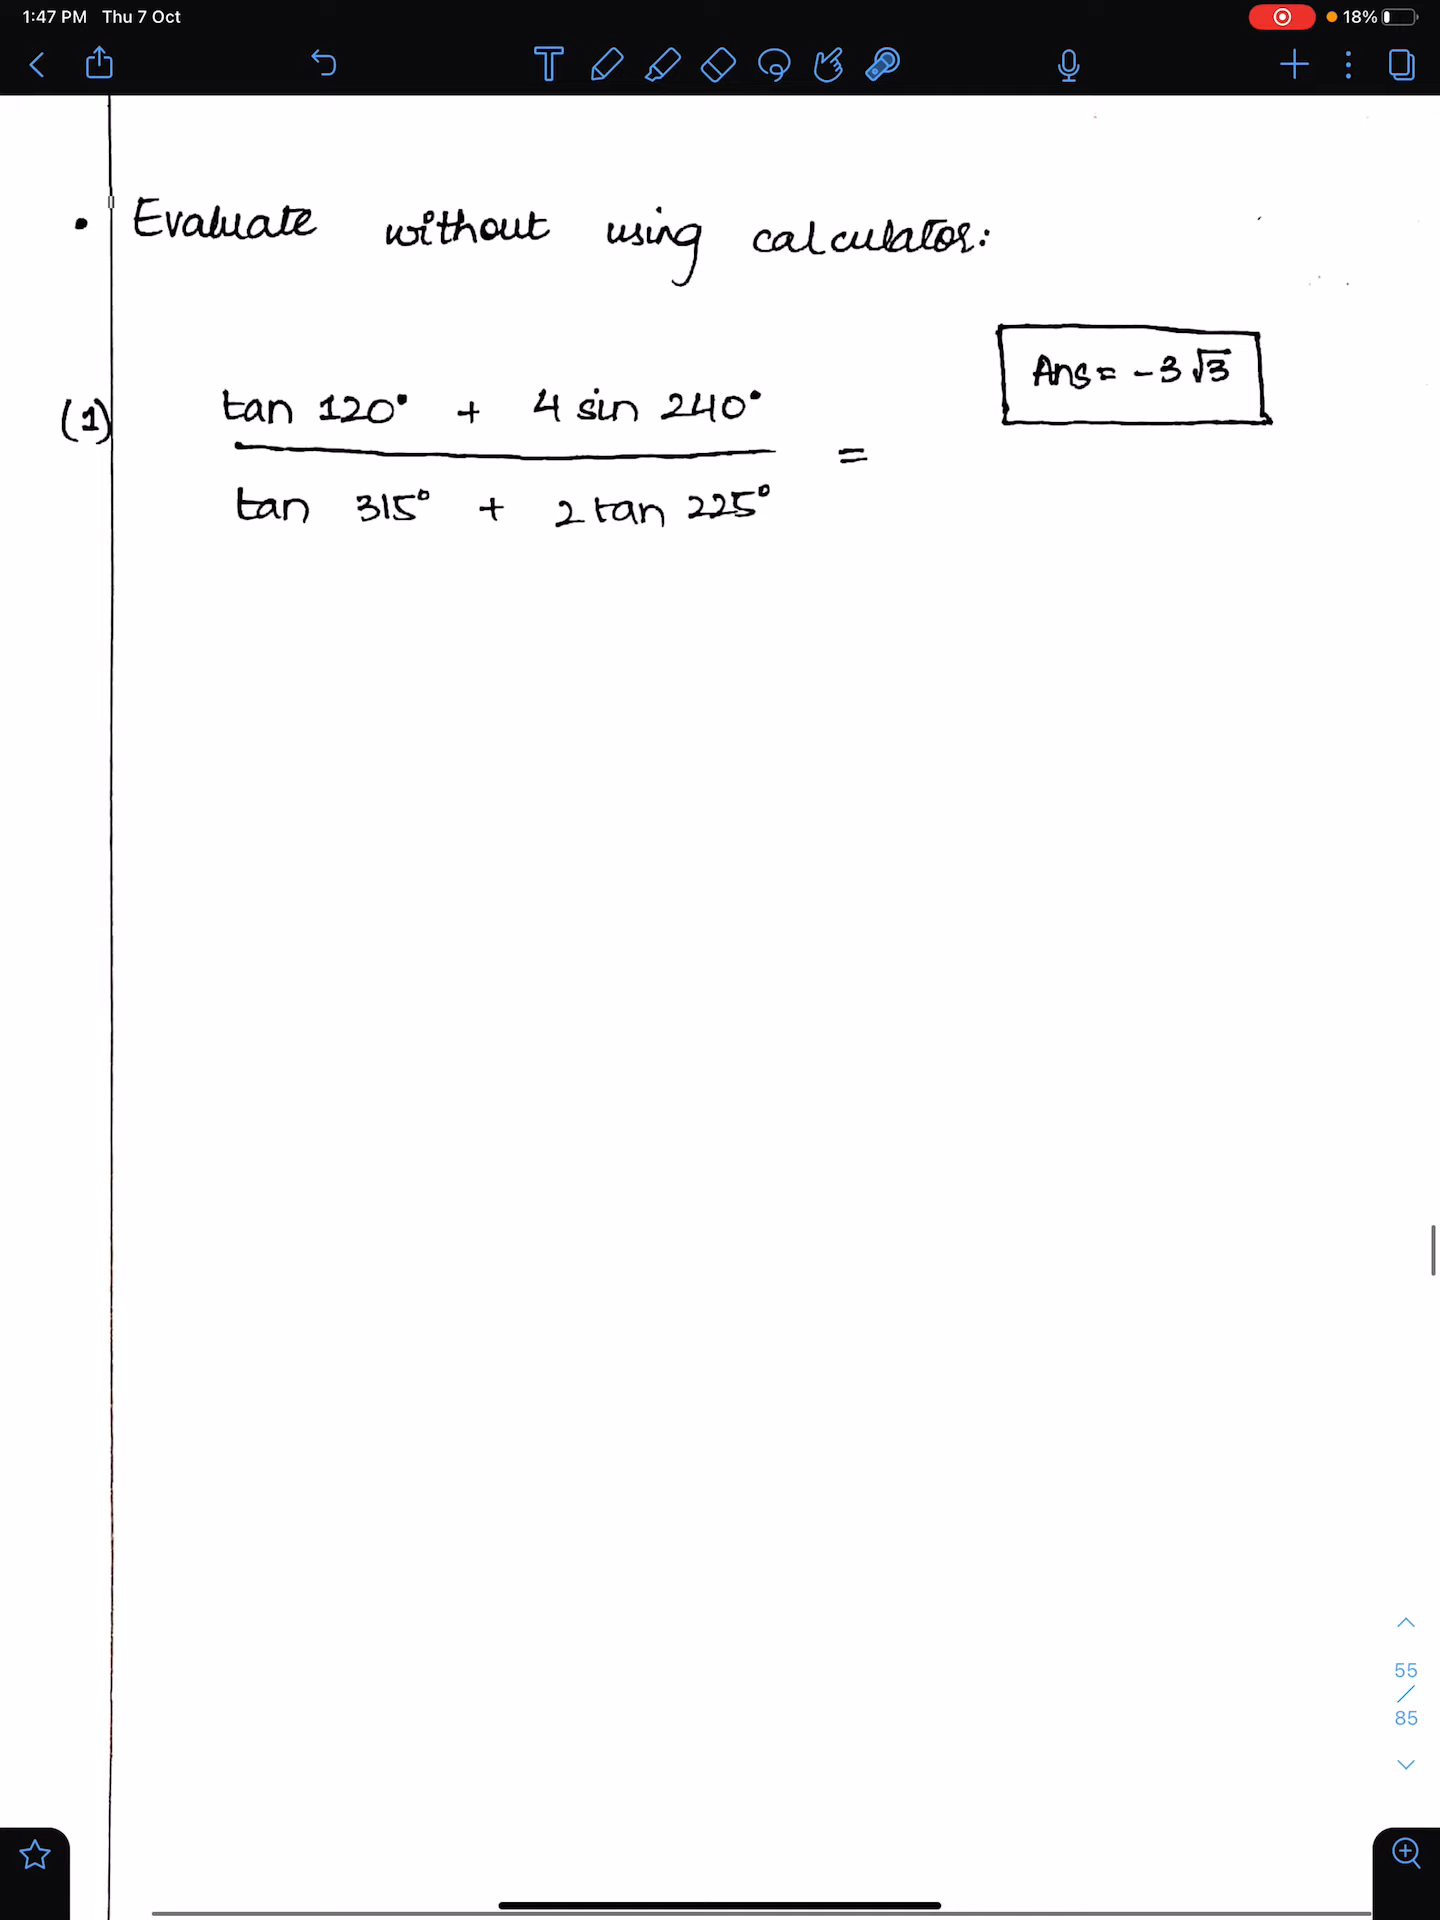 1:47 PM Thu 7 Oct
18%
• Evaluate without using calculator:
Ans = -3√3
(1) tan 120° + 4 sin 240°
=
tan 315° + 2 tan 225°
55
/
85